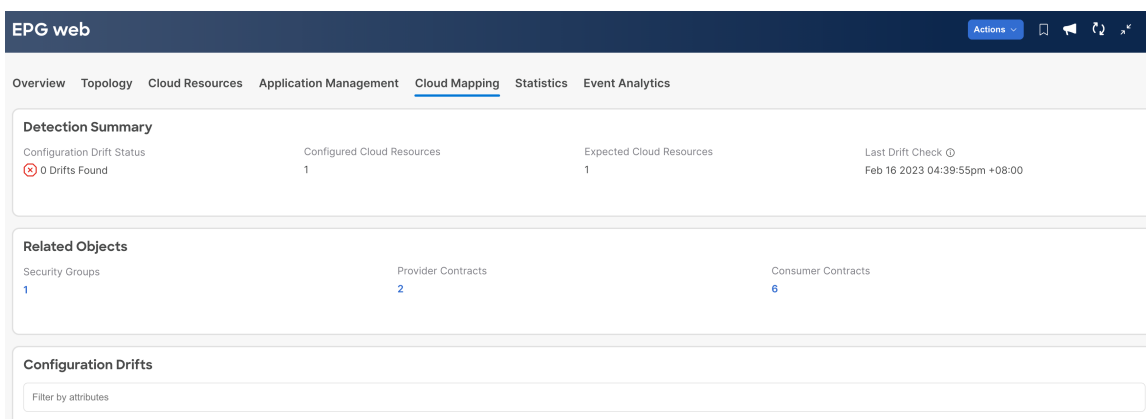 EPG web
Actions
Overview Topology Cloud Resources Application Management Cloud Mapping Statistics Event Analytics
Detection Summary
Configuration Drift Status Configured Cloud Resources Expected Cloud Resources Last Drift Check
0 Drifts Found 1 1 Feb 16 2023 04:39:55pm +08:00
Related Objects
Security Groups Provider Contracts Consumer Contracts
1 2 6
Configuration Drifts
Filter by attributes